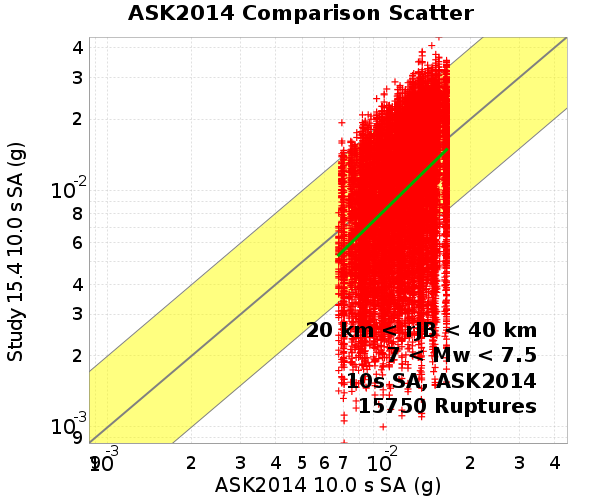 ASK2014 Comparison Scatter
Study 15.4 10.0 s SA (g)
4
3
2
10-2
8
6
4
3
2
10-3
9
20 km < rJB < 40 km
7 < Mw < 7.5
10s SA, ASK2014
15750 Ruptures
9 10-3 2 3 4 5 6 7 10-2 2 3 4
ASK2014 10.0 s SA (g)